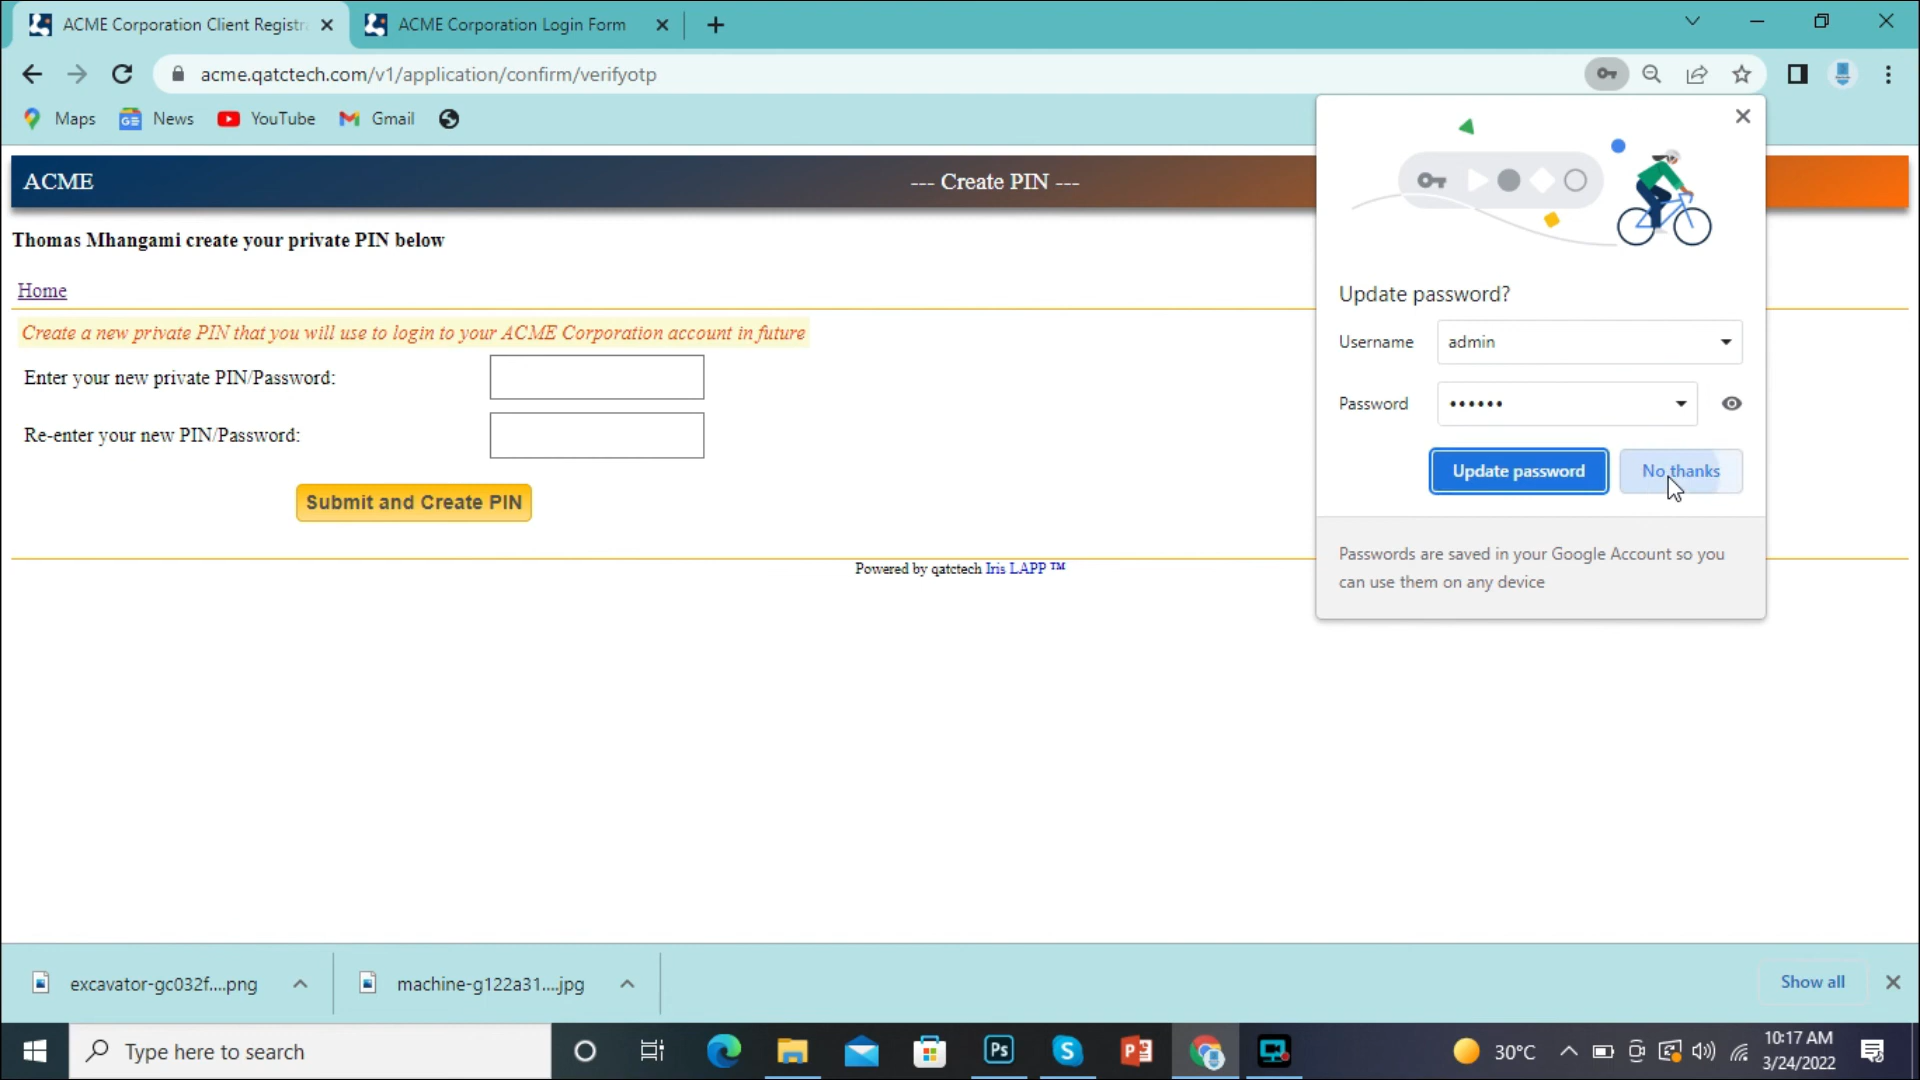 ACME Corporation Client Registr
ACME Corporation Login Form
acme.qatctech.com/v1/application/confirm/verifyotp
Maps
News
YouTube
Gmail
ACME
--- Create PIN ---
Thomas Mhangami create your private PIN below
Home
Create a new private PIN that you will use to login to your ACME Corporation account in future
Enter your new private PIN/Password:
Re-enter your new PIN/Password:
Submit and Create PIN
Powered by qatctech Iris LAPP ™
Update password?
Username admin
Password ••••••
Update password
No thanks
Passwords are saved in your Google Account so you
can use them on any device
excavator-gc032f....png
machine-g122a31....jpg
Show all
Type here to search
Ps
30°C
10:17 AM
3/24/2022